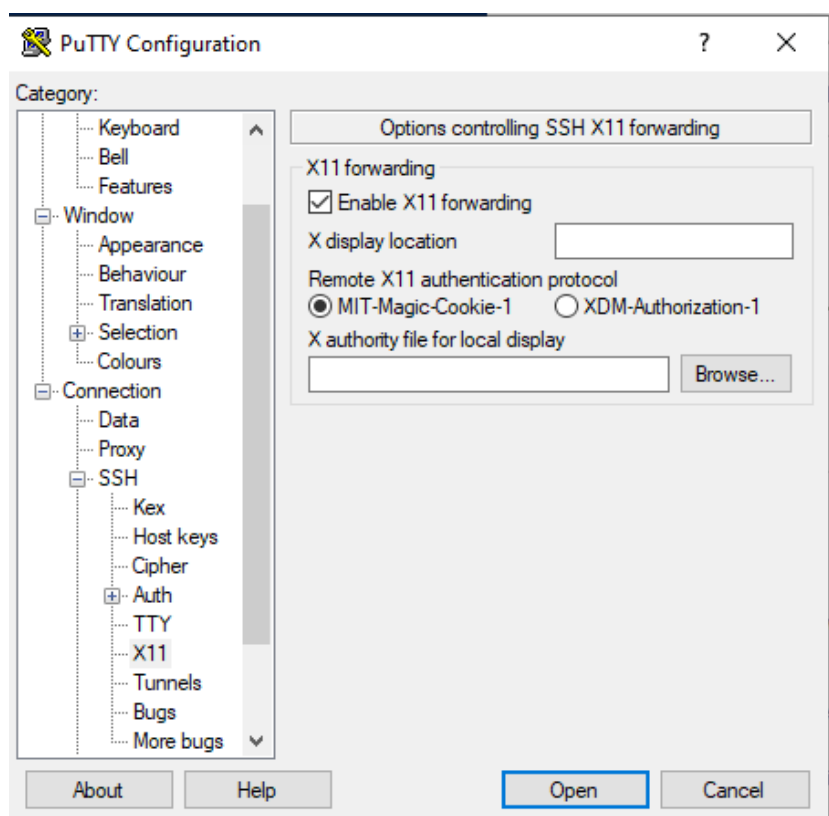 PuTTY Configuration
?
Category:
Keyboard
Bell
Features
Window
Appearance
Behaviour
Translation
Selection
Colours
Connection
Data
Proxy
SSH
Kex
Host keys
Cipher
Auth
TTY
X11
Tunnels
Bugs
More bugs
Options controlling SSH X11 forwarding
X11 forwarding
Enable X11 forwarding
X display location
Remote X11 authentication protocol
MIT-Magic-Cookie-1 XDM-Authorization-1
X authority file for local display
Browse...
About Help Open Cancel